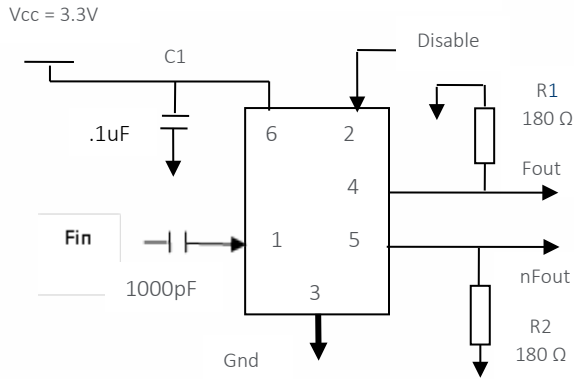 Vcc = 3.3V
C1
Disable
R1
180 Ω
.1uF
6
2
4
Fout
Fin
1
5
1000pF
nFout
3
R2
180 Ω
Gnd